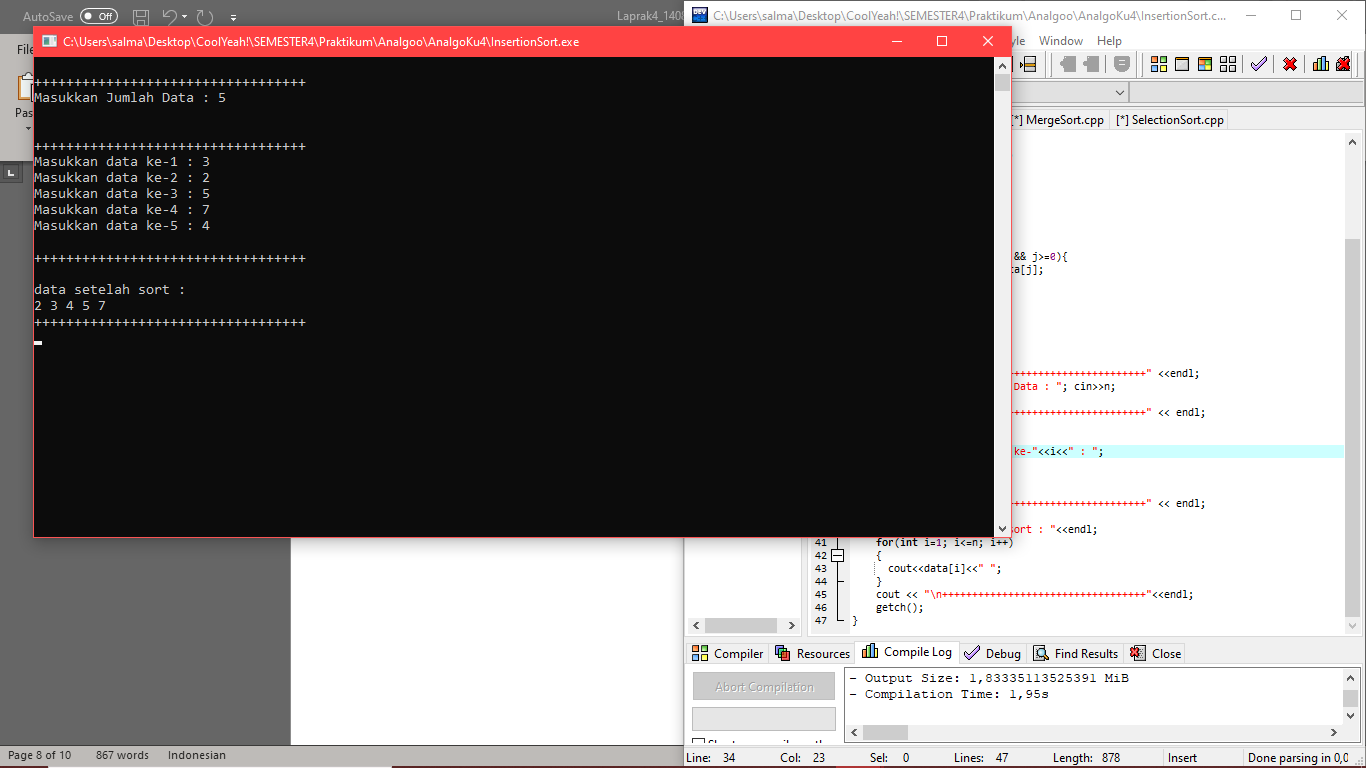 AutoSave Off
Laprak4_1408
C:\Users\salma\Desktop\CoolYeah!\SEMESTER4\Praktikum\Analgoo\AnalgoKu4\InsertionSort.c...
C:\Users\salma\Desktop\CoolYeah!\SEMESTER4\Praktikum\Analgoo\AnalgoKu4\InsertionSort.exe
File
yle Window Help
Pas
[*] MergeSort.cpp [*] SelectionSort.cpp
++++++++++++++++++++++++++++++++++
Masukkan Jumlah Data : 5
++++++++++++++++++++++++++++++++++
Masukkan data ke-1 : 3
Masukkan data ke-2 : 2
Masukkan data ke-3 : 5
Masukkan data ke-4 : 7
Masukkan data ke-5 : 4
++++++++++++++++++++++++++++++++++
data setelah sort :
2 3 4 5 7
++++++++++++++++++++++++++++++++++
&& j>=0){
ta[j];
++++++++++++++++++++++" <<endl;
Data : "; cin>>n;
++++++++++++++++++++++" << endl;
ke-"<<i<<" : ";
++++++++++++++++++++++" << endl;
sort : "<<endl;
41 for(int i=1; i<=n; i++)
42 {
43 cout<<data[i]<<" ";
44 }
45 cout << "\n++++++++++++++++++++++++++++++++++"<<endl;
46 getch();
47 }
Compiler Resources Compile Log Debug Find Results Close
Abort Compilation
- Output Size: 1,83335113525391 MiB
- Compilation Time: 1,95s
Page 8 of 10 867 words Indonesian
Line: 34 Col: 23 Sel: 0 Lines: 47 Length: 878 Insert Done parsing in 0,0